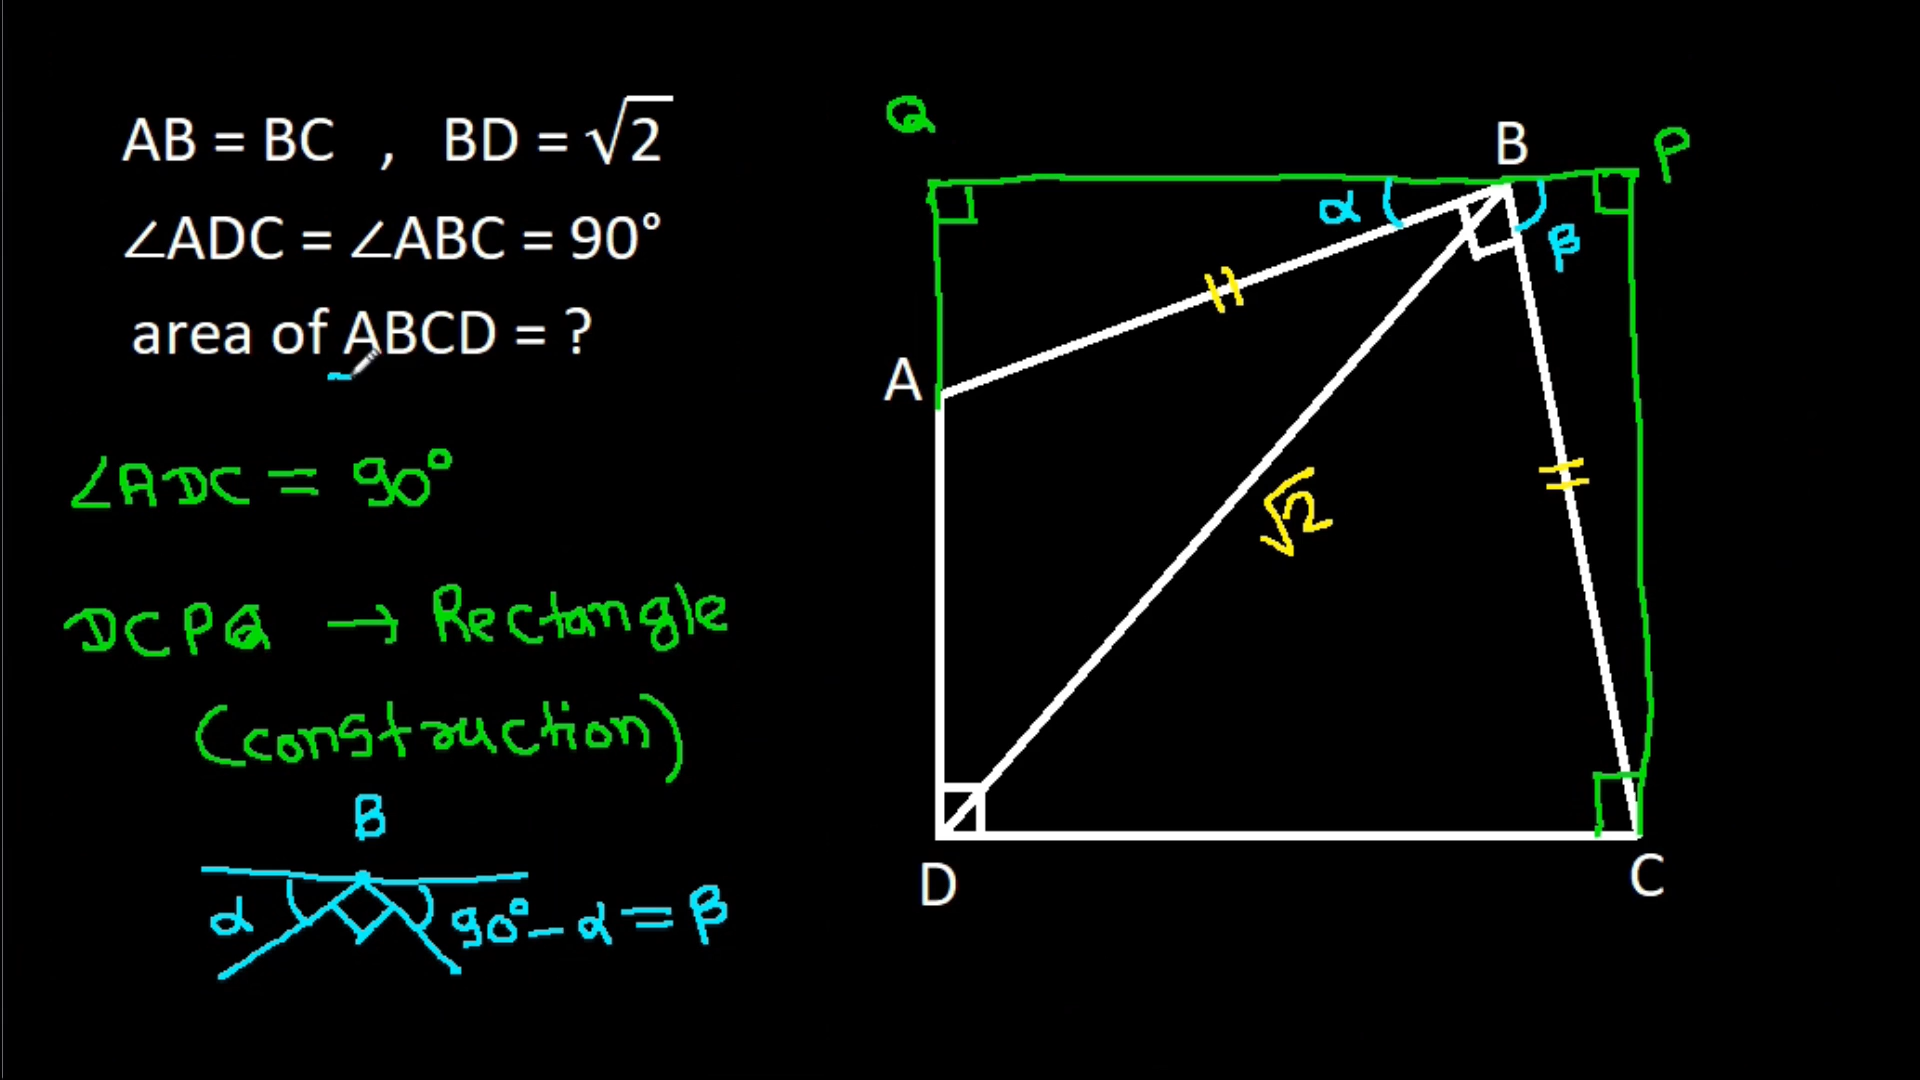 AB = BC , BD = √2
∠ADC = ∠ABC = 90°
area of ABCD = ?
∠ADC = 90°
DCPQ → Rectangle
(construction)
B
α 90° - α = β
Q
B
P
α
β
A
√2
D
C